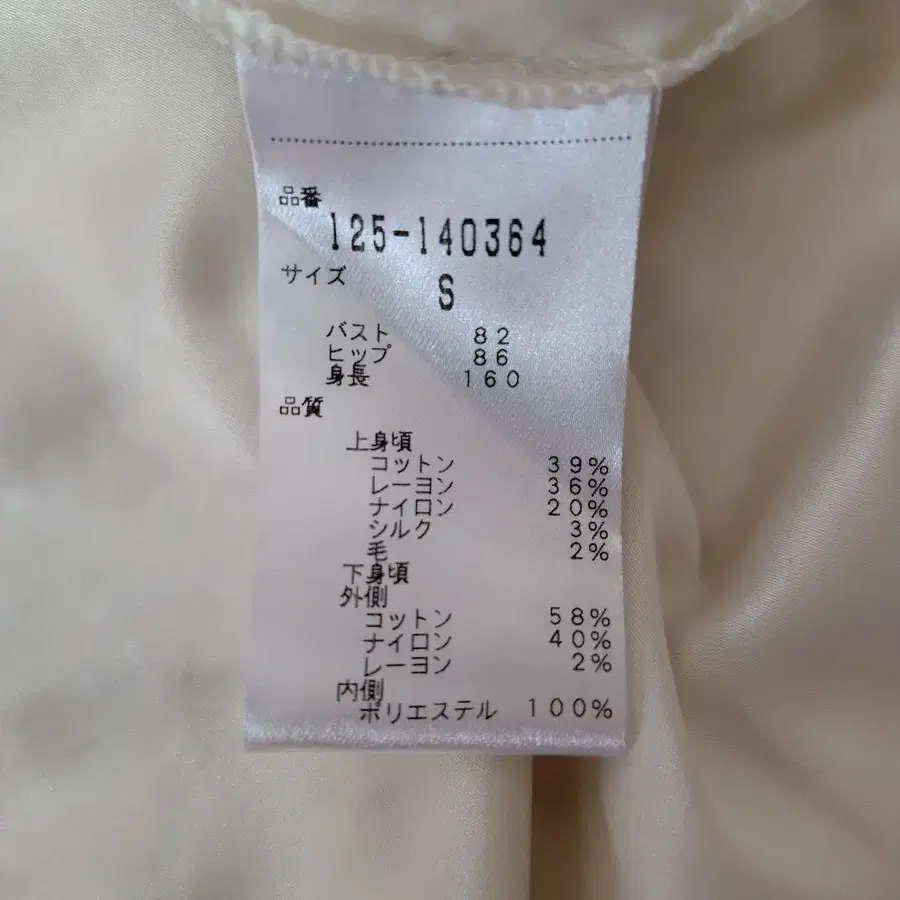 品番
125-140364
サイズ
S
バスト 82
ヒップ 86
身長 160
品質
上身頃
コットン 39%
レーヨン 36%
ナイロン 20%
シルク 3%
毛 2%
下身頃
外側
コットン 58%
ナイロン 40%
レーヨン 2%
内側
ポリエステル 100%